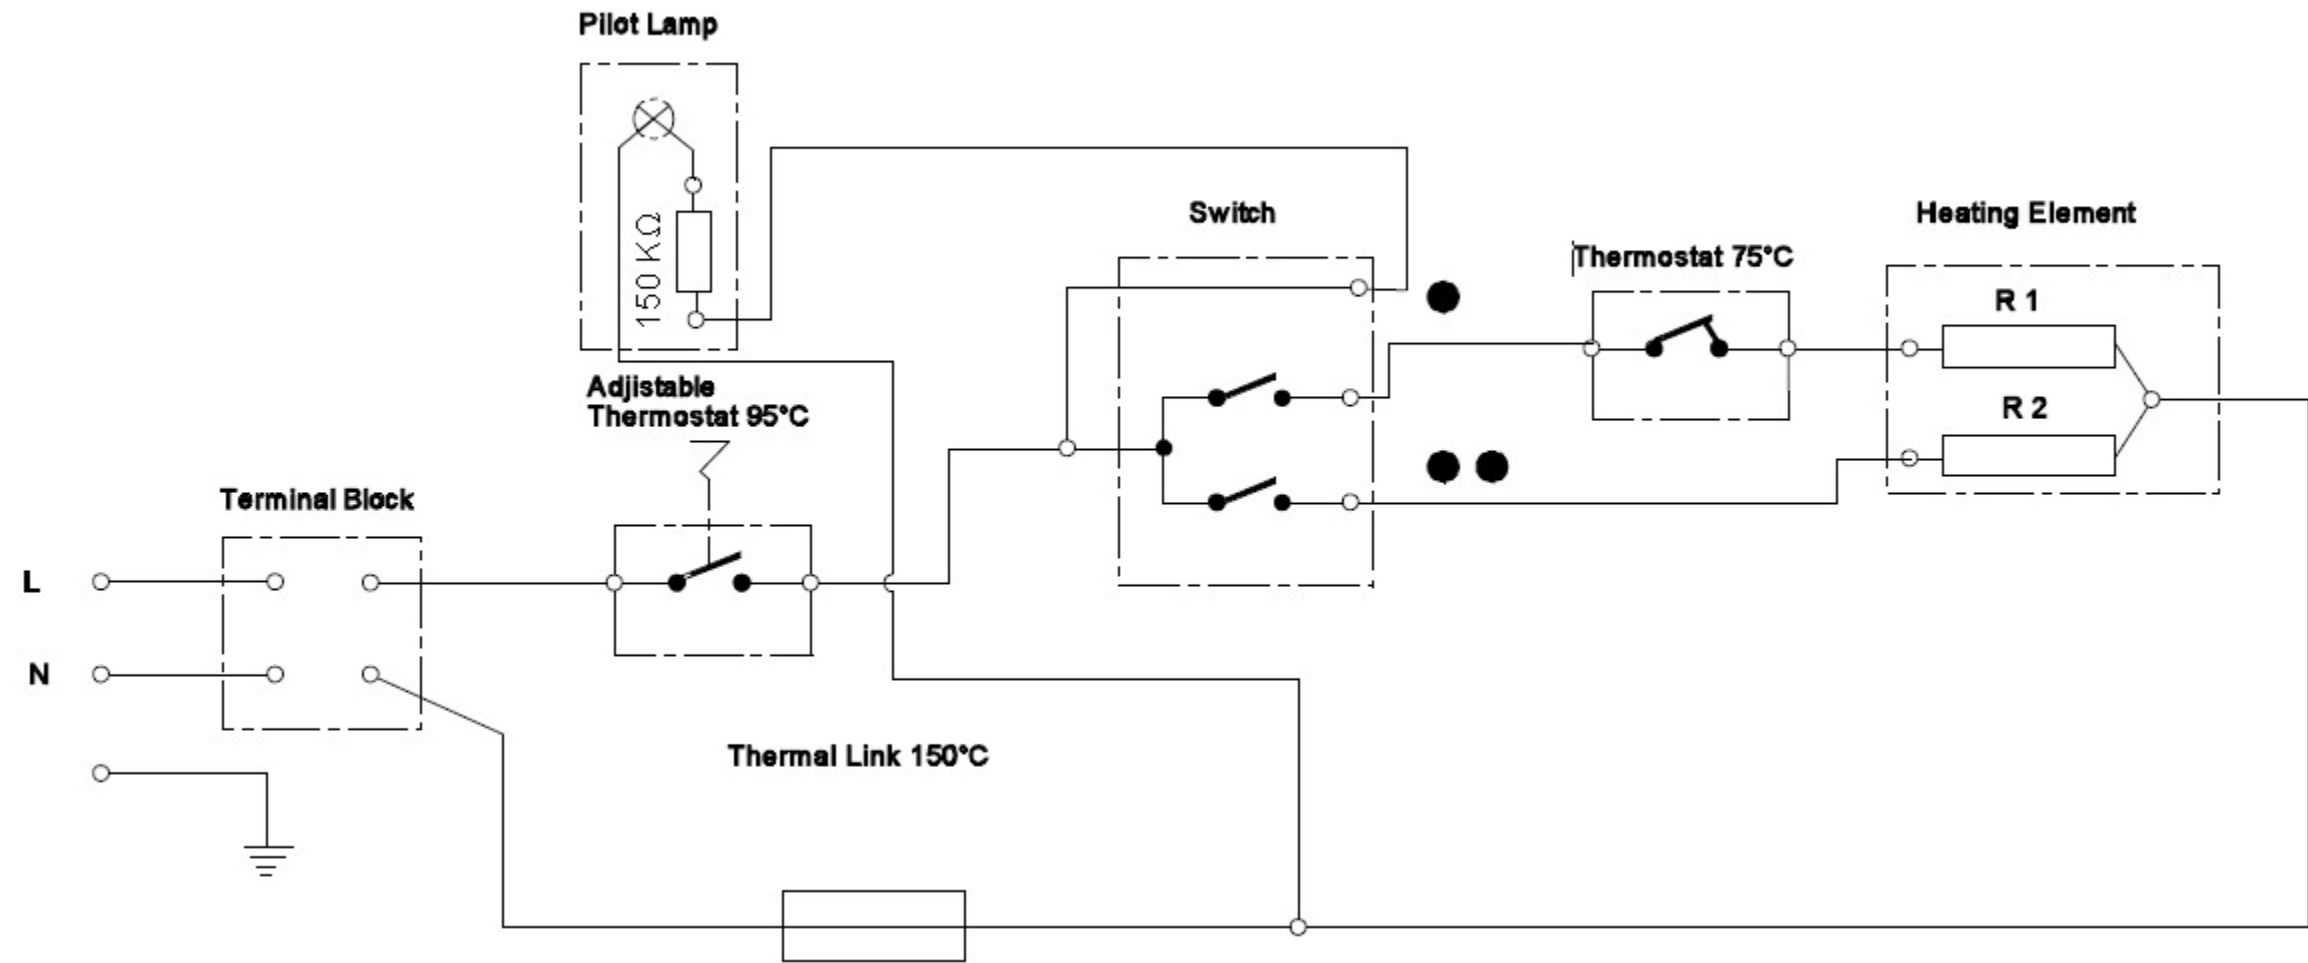 Pilot Lamp
150 KΩ
Switch
Heating Element
Thermostat 75°C
R 1
Adjistable
Thermostat 95°C
R 2
Terminal Block
L
N
Thermal Link 150°C